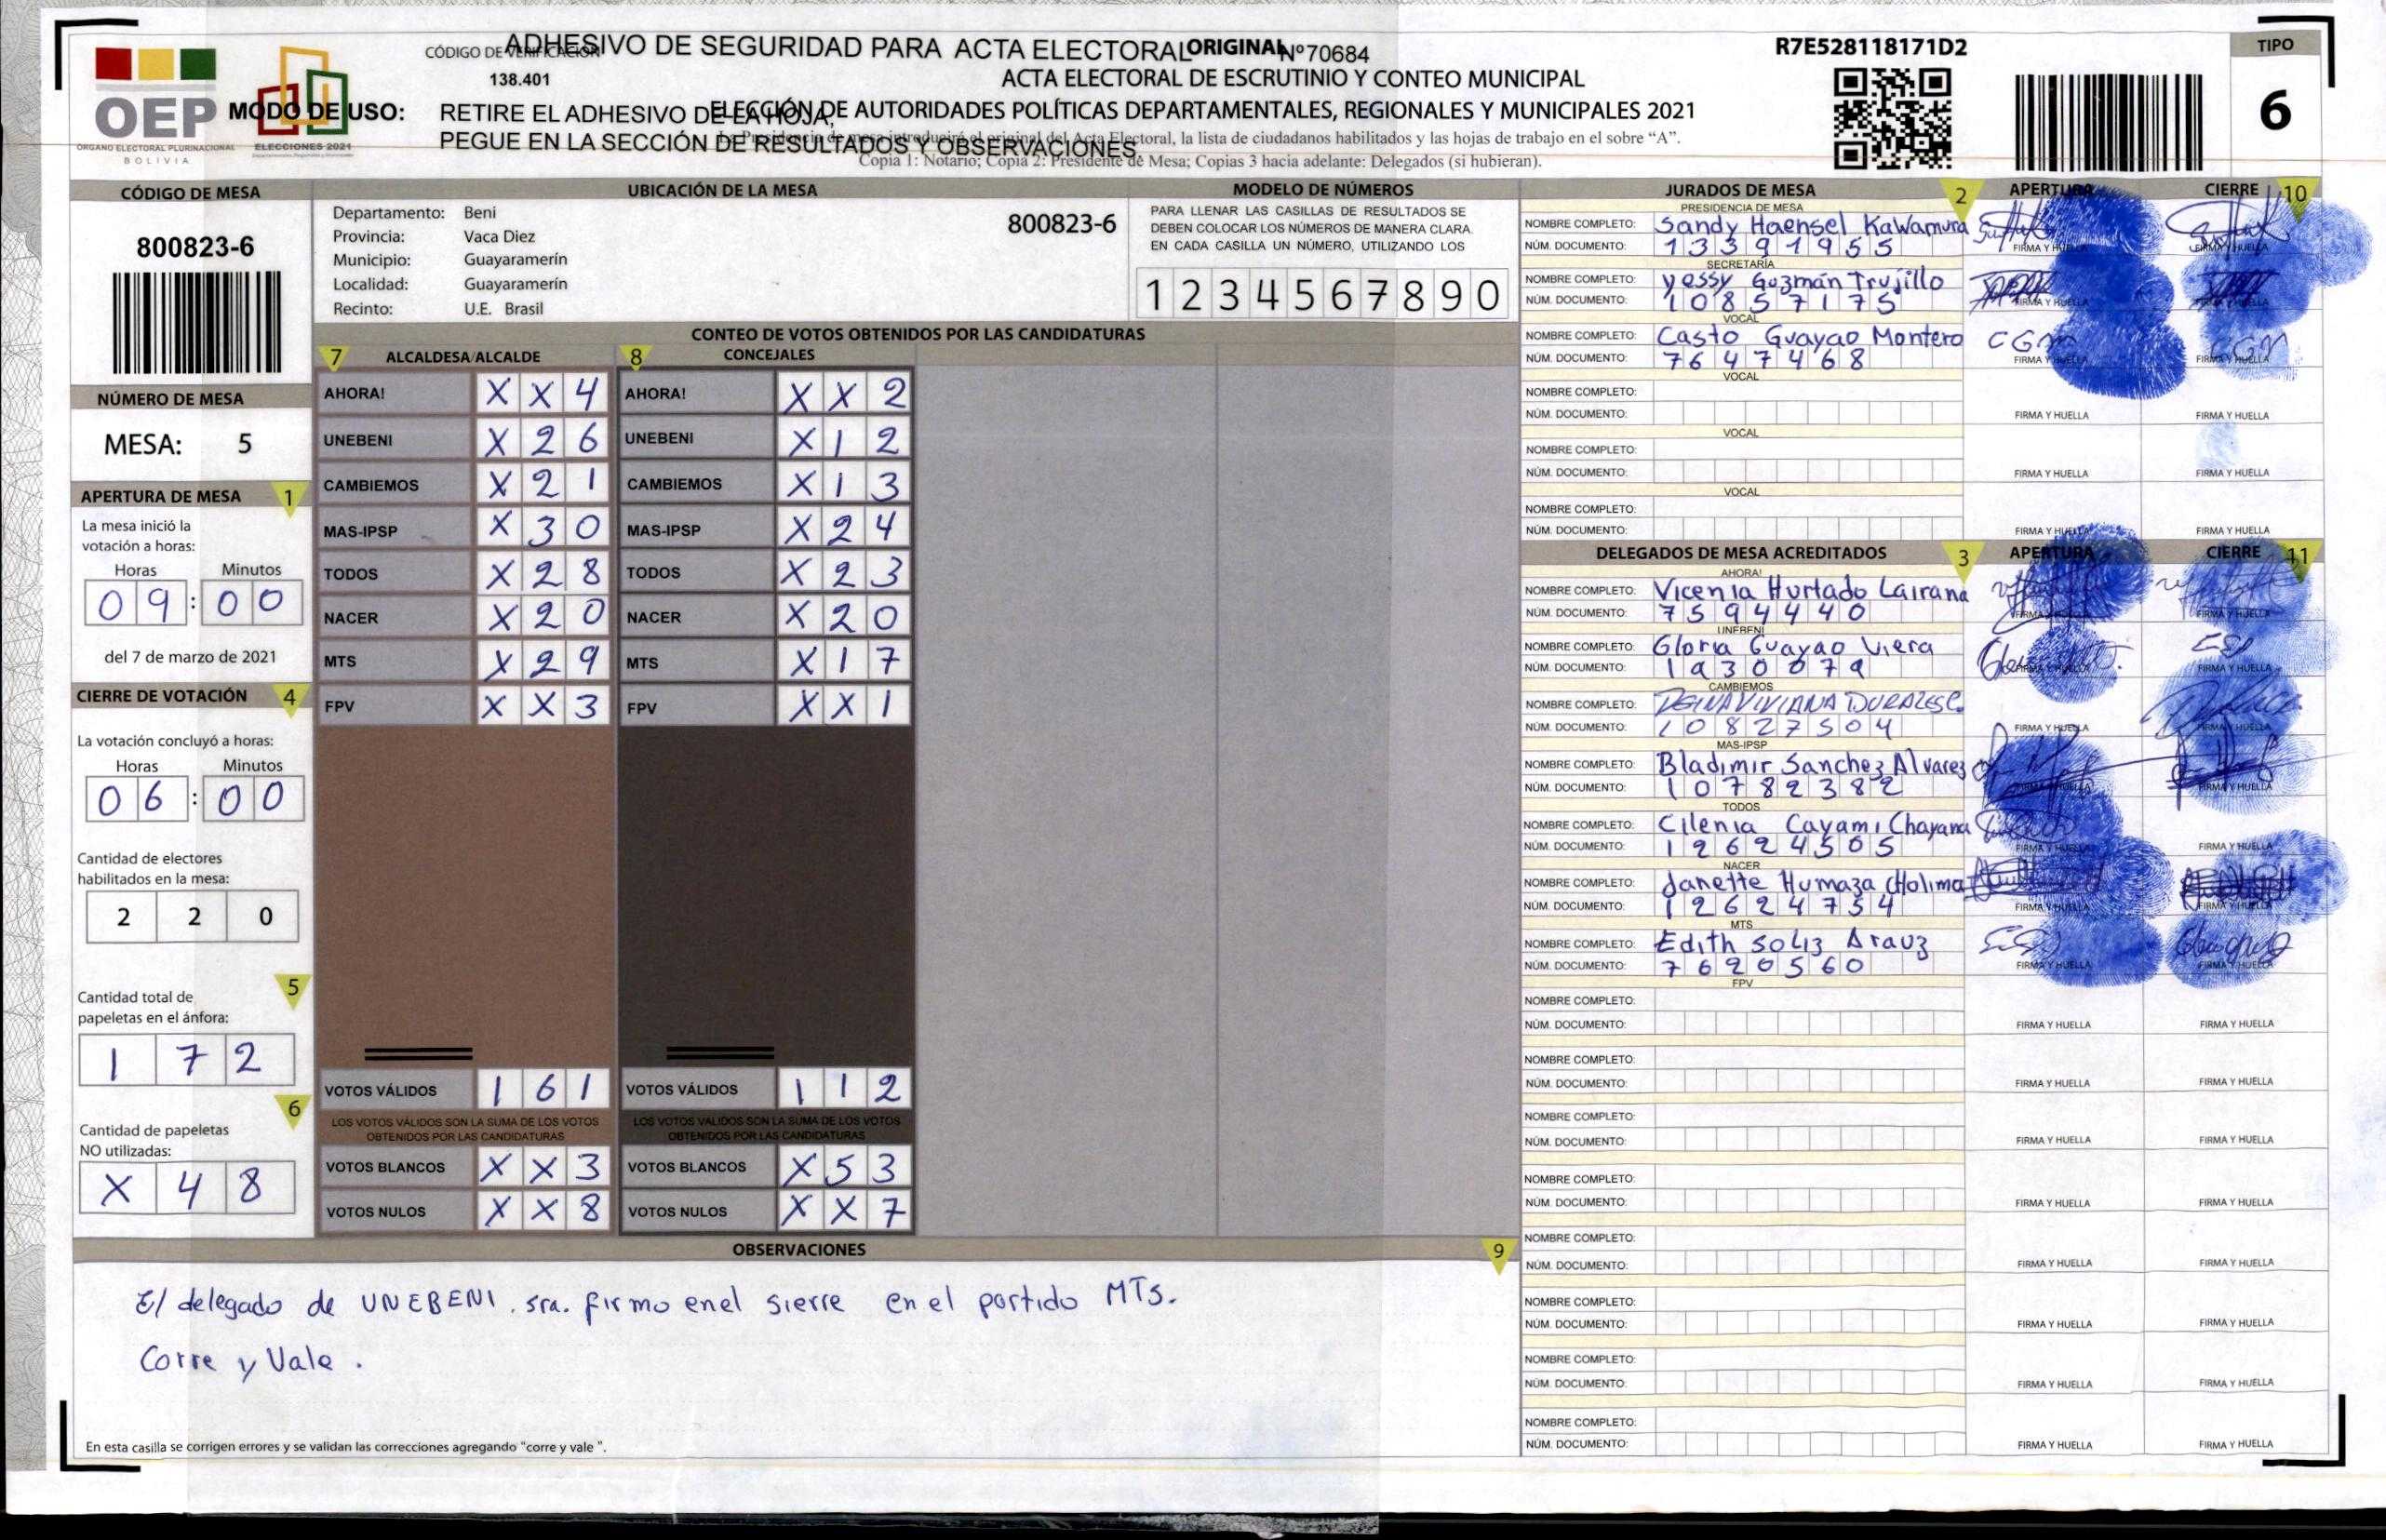 CÓDIGO DE VERIFICACIÓN
138.401
ADHESIVO DE SEGURIDAD PARA ACTA ELECTORAL
ORIGINAL
Nº 70684
R7E528118171D2
TIPO
6
ACTA ELECTORAL DE ESCRUTINIO Y CONTEO MUNICIPAL
OEP
ÓRGANO ELECTORAL PLURINACIONAL
BOLIVIA
ELECCIONES 2021
MODO DE USO: RETIRE EL ADHESIVO DE LA HOJA,
PEGUE EN LA SECCIÓN DE RESULTADOS Y OBSERVACIONES
ELECCIÓN DE AUTORIDADES POLÍTICAS DEPARTAMENTALES, REGIONALES Y MUNICIPALES 2021
La Presidencia de mesa introducirá el original del Acta Electoral, la lista de ciudadanos habilitados y las hojas de trabajo en el sobre “A”.
Copia 1: Notario; Copia 2: Presidente de Mesa; Copias 3 hacia adelante: Delegados (si hubieran).
CÓDIGO DE MESA
800823-6
NÚMERO DE MESA
MESA: 5
APERTURA DE MESA 1
La mesa inició la
votación a horas:
Horas Minutos
09:00
del 7 de marzo de 2021
CIERRE DE VOTACIÓN 4
La votación concluyó a horas:
Horas Minutos
06:00
Cantidad de electores
habilitados en la mesa:
2 2 0
5
Cantidad total de
papeletas en el ánfora:
1 7 2
6
Cantidad de papeletas
NO utilizadas:
X 4 8
UBICACIÓN DE LA MESA
Departamento: Beni
Provincia: Vaca Diez
Municipio: Guayaramerín
Localidad: Guayaramerín
Recinto: U.E. Brasil
800823-6
MODELO DE NÚMEROS
PARA LLENAR LAS CASILLAS DE RESULTADOS SE
DEBEN COLOCAR LOS NÚMEROS DE MANERA CLARA.
EN CADA CASILLA UN NÚMERO, UTILIZANDO LOS
1 2 3 4 5 6 7 8 9 0
CONTEO DE VOTOS OBTENIDOS POR LAS CANDIDATURAS
7 ALCALDESA/ALCALDE 8 CONCEJALES
AHORA! X X 4 AHORA! X X 2
UNEBENI X 2 6 UNEBENI X 1 2
CAMBIEMOS X 2 1 CAMBIEMOS X 1 3
MAS-IPSP X 3 0 MAS-IPSP X 2 4
TODOS X 2 8 TODOS X 2 3
NACER X 2 0 NACER X 2 0
MTS X 2 9 MTS X 1 7
FPV X X 3 FPV X X 1
VOTOS VÁLIDOS 1 6 1 VOTOS VÁLIDOS 1 1 2
LOS VOTOS VÁLIDOS SON LA SUMA DE LOS VOTOS LOS VOTOS VALIDOS SON LA SUMA DE LOS VOTOS
OBTENIDOS POR LAS CANDIDATURAS OBTENIDOS POR LAS CANDIDATURAS
VOTOS BLANCOS X X 3 VOTOS BLANCOS X 5 3
VOTOS NULOS X X 8 VOTOS NULOS X X 7
OBSERVACIONES 9
El delegado de UNEBENI. sra. firmo en el sierre en el partido MTS.
Corre y Vale.
En esta casilla se corrigen errores y se validan las correcciones agregando "corre y vale ".
JURADOS DE MESA 2 APERTURA CIERRE 10
PRESIDENCIA DE MESA
NOMBRE COMPLETO: Sandy Haensel Kawamura
NÚM. DOCUMENTO: 13391955 FIRMA Y HUELLA FIRMA Y HUELLA
SECRETARÍA
NOMBRE COMPLETO: Yessy Guzmán Trujillo
NÚM. DOCUMENTO: 10857175 FIRMA Y HUELLA FIRMA Y HUELLA
VOCAL
NOMBRE COMPLETO: Casto Guayao Montero CGM CGM
NÚM. DOCUMENTO: 7647468 FIRMA Y HUELLA FIRMA Y HUELLA
VOCAL
NOMBRE COMPLETO:
NÚM. DOCUMENTO: FIRMA Y HUELLA FIRMA Y HUELLA
VOCAL
NOMBRE COMPLETO:
NÚM. DOCUMENTO: FIRMA Y HUELLA FIRMA Y HUELLA
VOCAL
NOMBRE COMPLETO:
NÚM. DOCUMENTO: FIRMA Y HUELLA FIRMA Y HUELLA
DELEGADOS DE MESA ACREDITADOS 3 APERTURA CIERRE 11
AHORA!
NOMBRE COMPLETO: Vicenia Hurtado Lairana
NÚM. DOCUMENTO: 7594440 FIRMA Y HUELLA
UNEBENI
NOMBRE COMPLETO: Gloria Guayao Viera
NÚM. DOCUMENTO: 1930079 FIRMA Y HUELLA
CAMBIEMOS
NOMBRE COMPLETO: VIVIANA
NÚM. DOCUMENTO: 10827504 FIRMA Y HUELLA FIRMA Y HUELLA
MAS-IPSP
NOMBRE COMPLETO: Bladimir Sanchez Alvarez
NÚM. DOCUMENTO: 10782382 FIRMA Y HUELLA FIRMA Y HUELLA
TODOS
NOMBRE COMPLETO: Cilenia Cayami Chayana
NÚM. DOCUMENTO: 12624505 FIRMA Y HUELLA FIRMA Y HUELLA
NACER
NOMBRE COMPLETO: Janette Humaza Cholima
NÚM. DOCUMENTO: 12624754 FIRMA Y HUELLA FIRMA Y HUELLA
MTS
NOMBRE COMPLETO: Edith Soliz Arauz
NÚM. DOCUMENTO: 7620560 FIRMA Y HUELLA FIRMA Y HUELLA
FPV
NOMBRE COMPLETO:
NÚM. DOCUMENTO: FIRMA Y HUELLA FIRMA Y HUELLA
NOMBRE COMPLETO:
NÚM. DOCUMENTO: FIRMA Y HUELLA FIRMA Y HUELLA
NOMBRE COMPLETO:
NÚM. DOCUMENTO: FIRMA Y HUELLA FIRMA Y HUELLA
NOMBRE COMPLETO:
NÚM. DOCUMENTO: FIRMA Y HUELLA FIRMA Y HUELLA
NOMBRE COMPLETO:
NÚM. DOCUMENTO: FIRMA Y HUELLA FIRMA Y HUELLA
NOMBRE COMPLETO:
NÚM. DOCUMENTO: FIRMA Y HUELLA FIRMA Y HUELLA
NOMBRE COMPLETO:
NÚM. DOCUMENTO: FIRMA Y HUELLA FIRMA Y HUELLA
NOMBRE COMPLETO:
NÚM. DOCUMENTO: FIRMA Y HUELLA FIRMA Y HUELLA